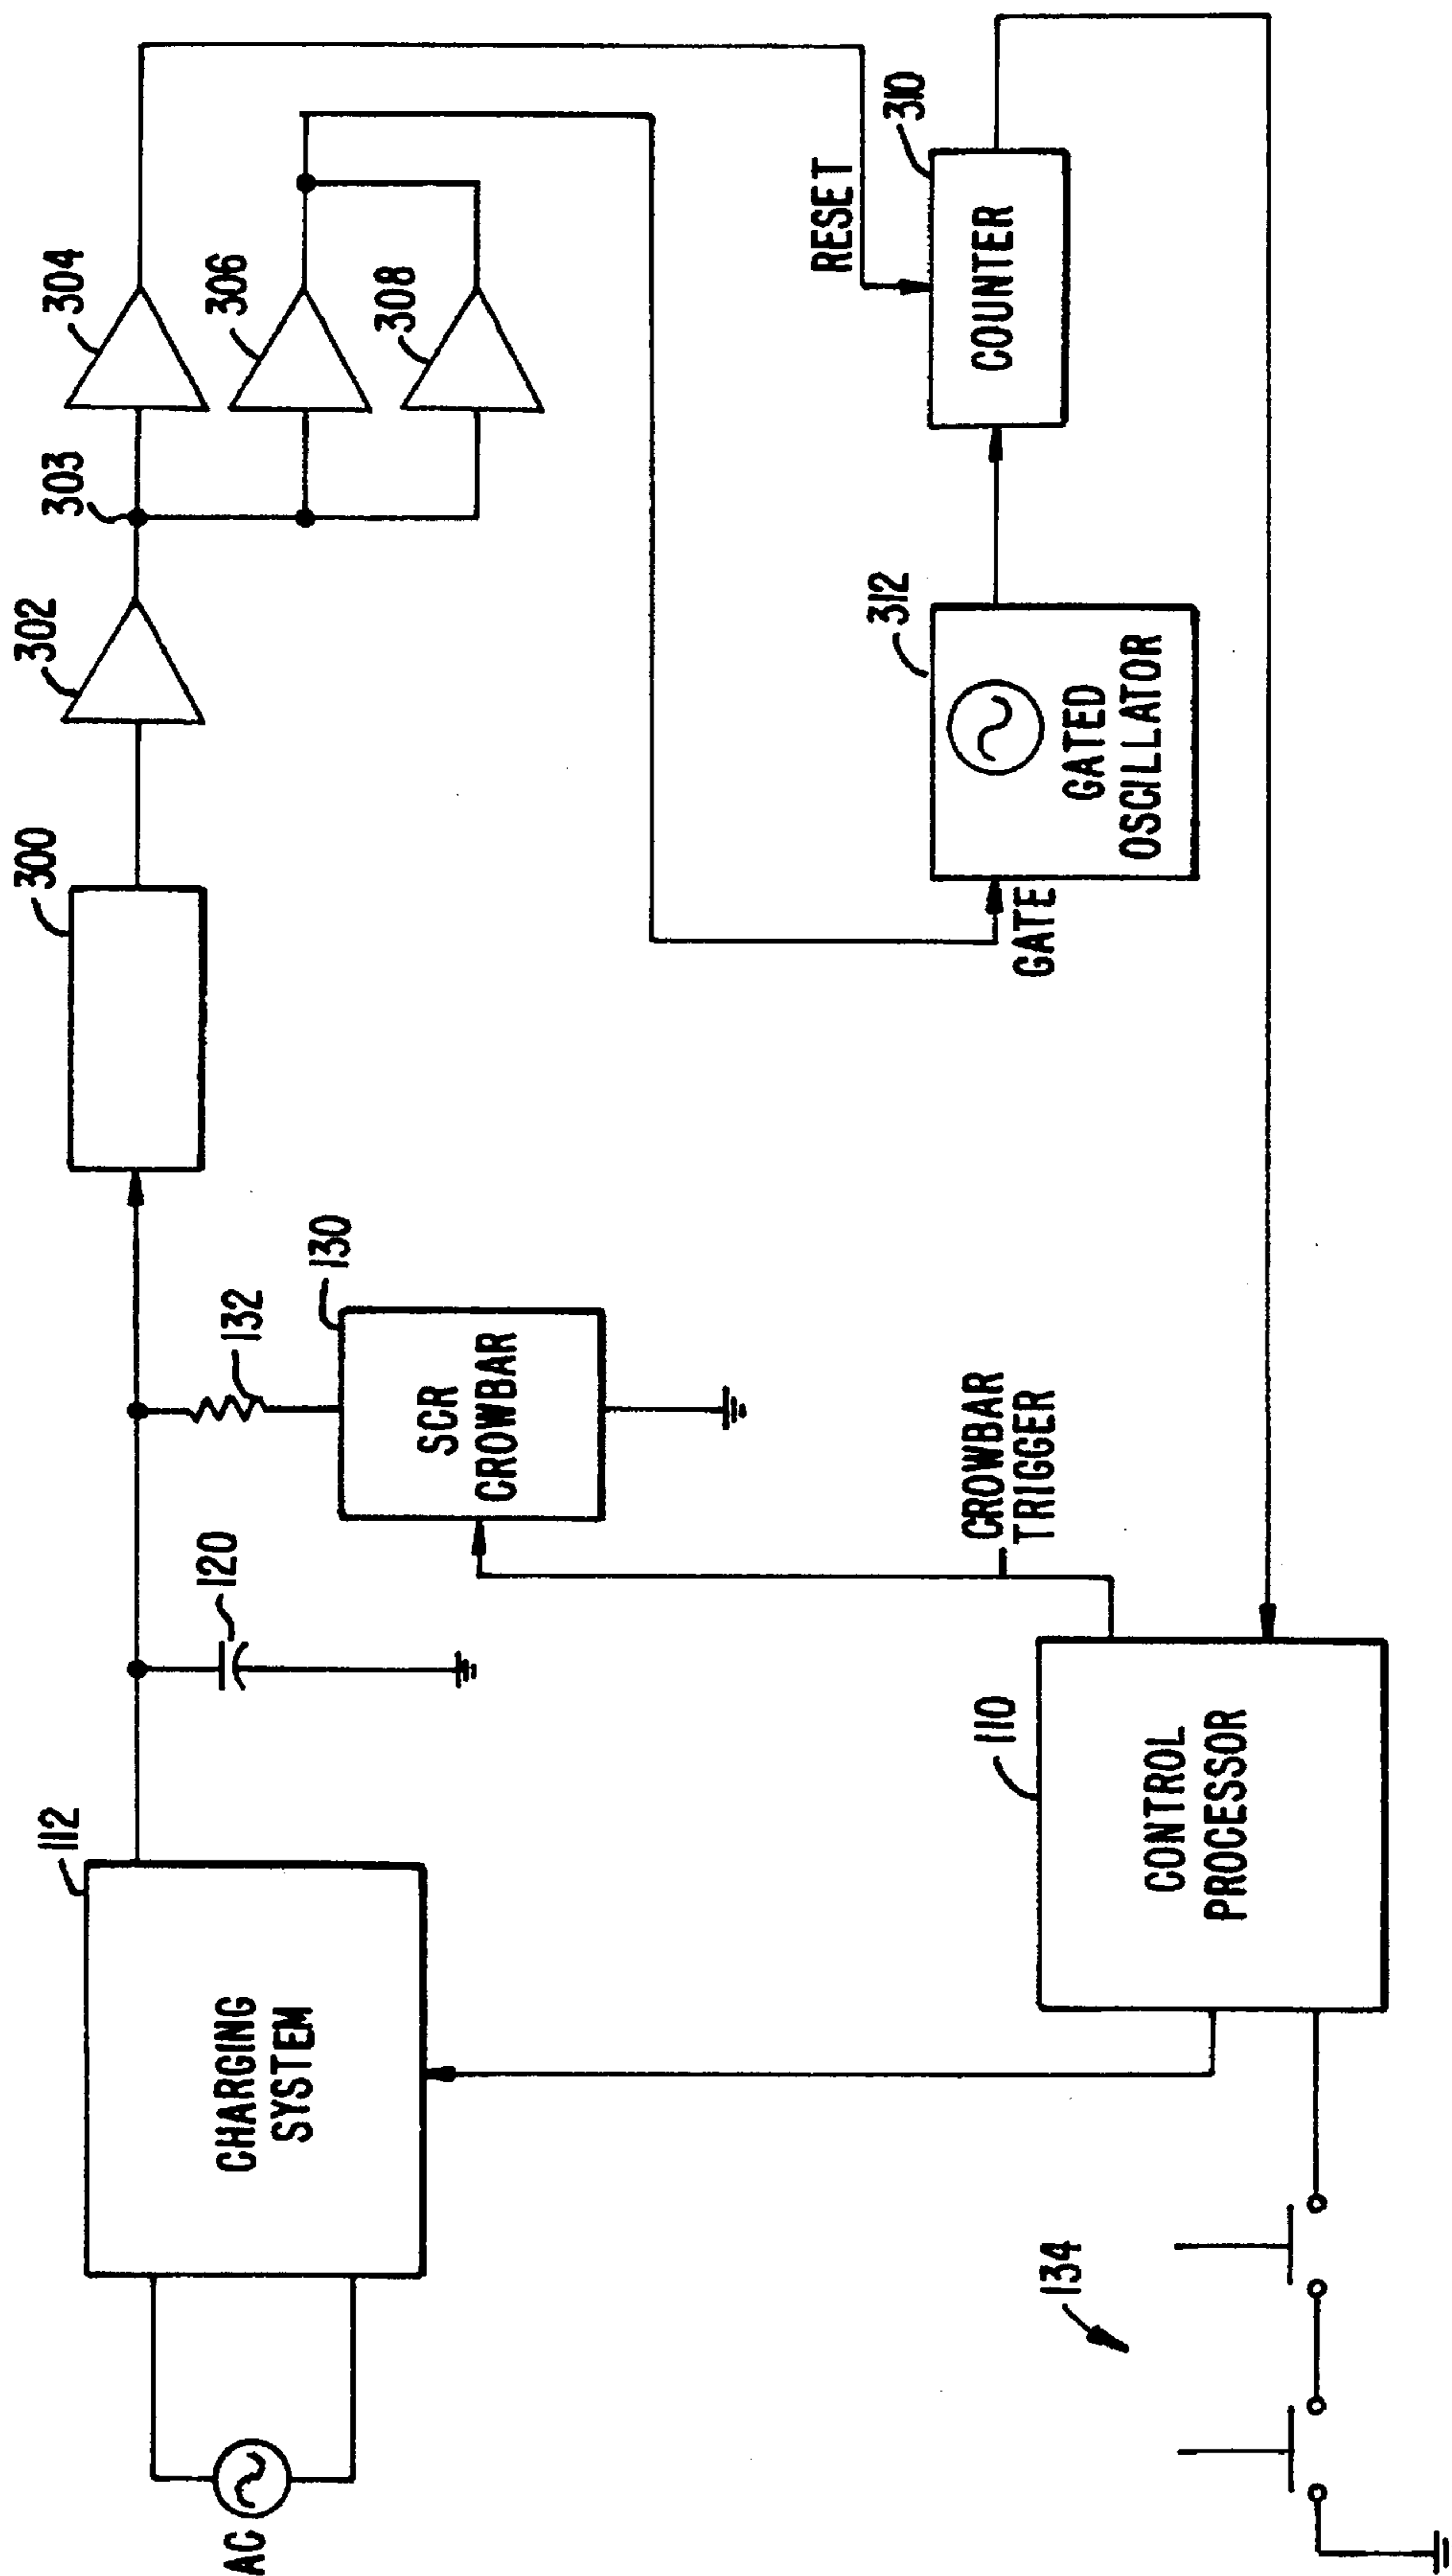 AC
CHARGING
SYSTEM
112
120
132
SCR
CROWBAR
130
300
302
303
304
306
308
CROWBAR
TRIGGER
134
CONTROL
PROCESSOR
110
GATE
GATED
OSCILLATOR
312
RESET
COUNTER
310